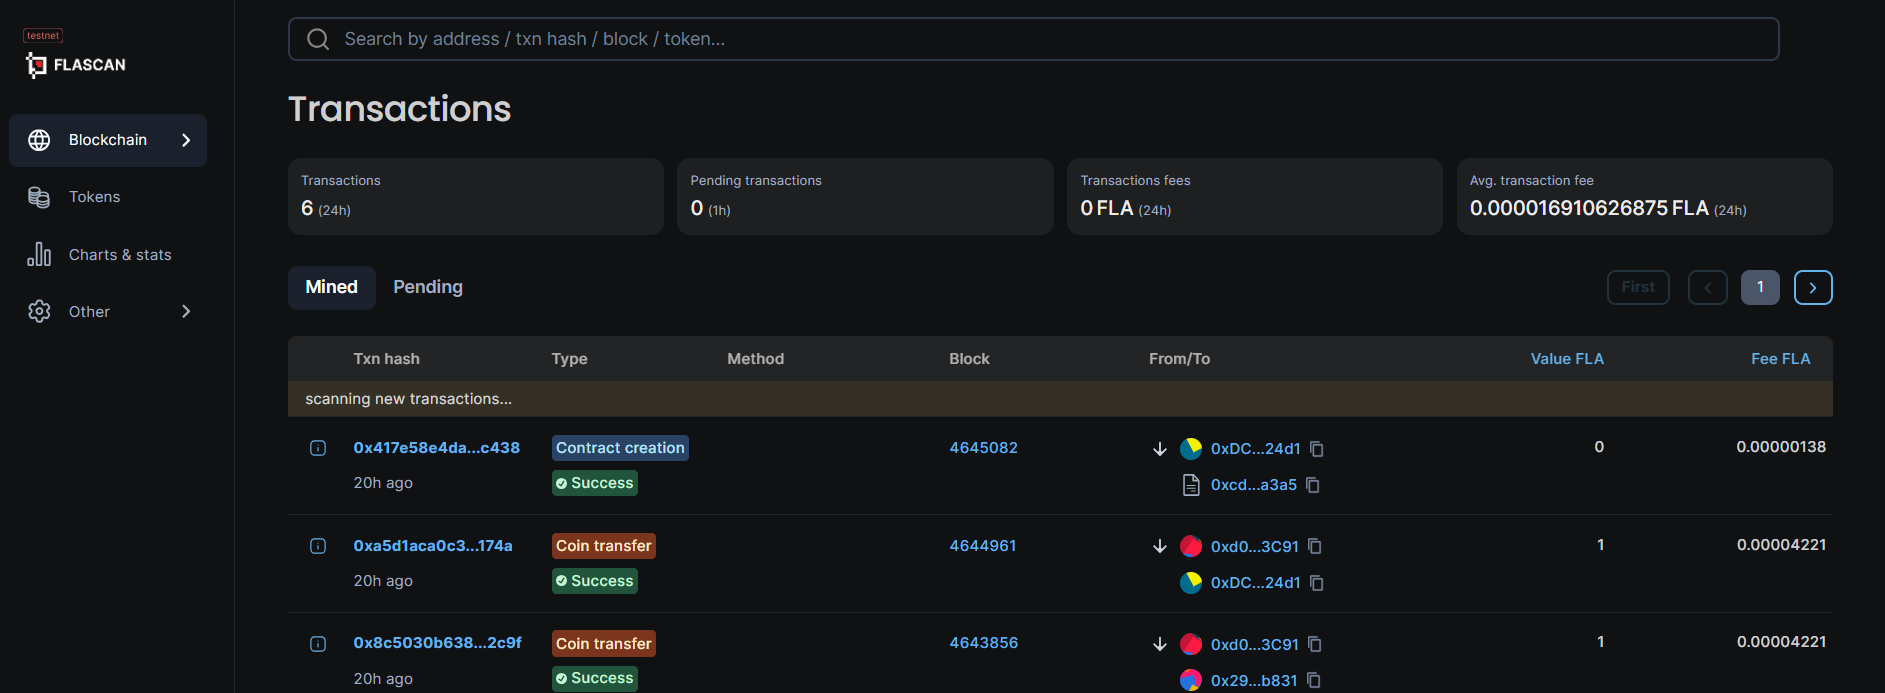 testnet
FLASCAN
Search by address / txn hash / block / token...
Blockchain
Tokens
Charts & stats
Other
Transactions
Transactions
6 (24h)
Pending transactions
0 (1h)
Transactions fees
0 FLA (24h)
Avg. transaction fee
0.000016910626875 FLA (24h)
Mined Pending
First < 1 >
Txn hash Type Method Block From/To Value FLA Fee FLA
scanning new transactions...
0x417e58e4da...c438 Contract creation 4645082 0xDC...24d1 0 0.00000138
20h ago Success 0xcd...a3a5
0xa5d1aca0c3...174a Coin transfer 4644961 0xd0...3C91 1 0.00004221
20h ago Success 0xDC...24d1
0x8c5030b638...2c9f Coin transfer 4643856 0xd0...3C91 1 0.00004221
20h ago Success 0x29...b831